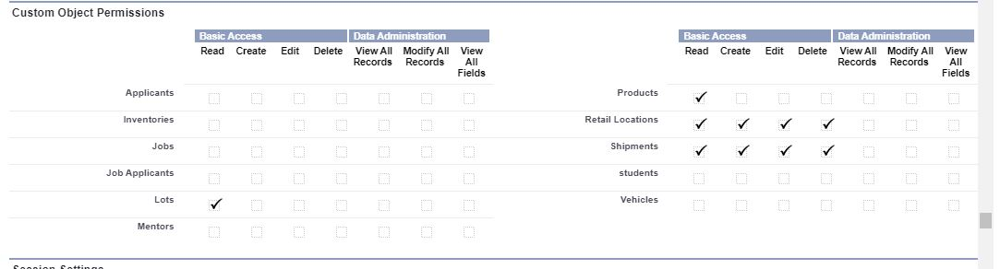 Custom Object Permissions
Basic Access Data Administration
Read Create Edit Delete View All Records Modify All Records View All Fields
Applicants
Inventories
Jobs
Job Applicants
Lots
Mentors
Basic Access Data Administration
Read Create Edit Delete View All Records Modify All Records View All Fields
Products
Retail Locations
Shipments
students
Vehicles
Session Settings